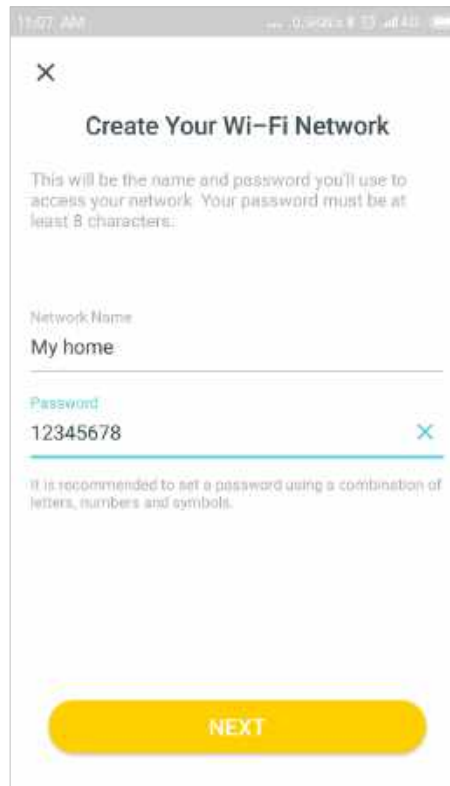 11:07 AM
Create Your Wi-Fi Network
This will be the name and password you'll use to
access your network. Your password must be at
least 8 characters.
Network Name
My home
Password
12345678
It is recommended to set a password using a combination of
letters, numbers and symbols.
NEXT